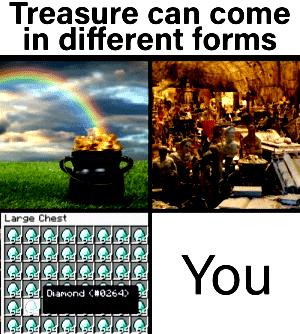 Treasure can come
in different forms
Large Chest
Diamond (#0264)
You